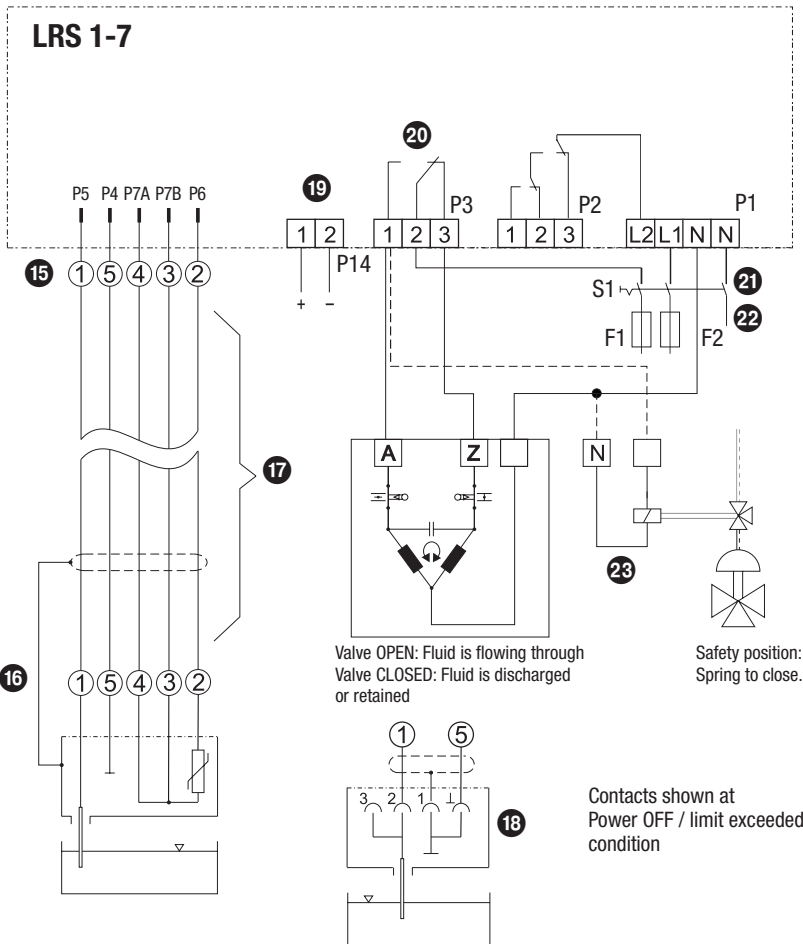 LRS 1-7
20
19
P5 P4 P7A P7B P6
P3
P2
P1
1 2
1 2 3
1 2 3
L2 L1 N N
P14
15
1 5 4 3 2
+ −
S1
21
22
F1
F2
17
A Z
N
23
16
1 5 4 3 2
Valve OPEN: Fluid is flowing through
Valve CLOSED: Fluid is discharged
or retained
Safety position:
Spring to close.
1 5
3 2 1 ⊥
18
Contacts shown at
Power OFF / limit exceeded
condition